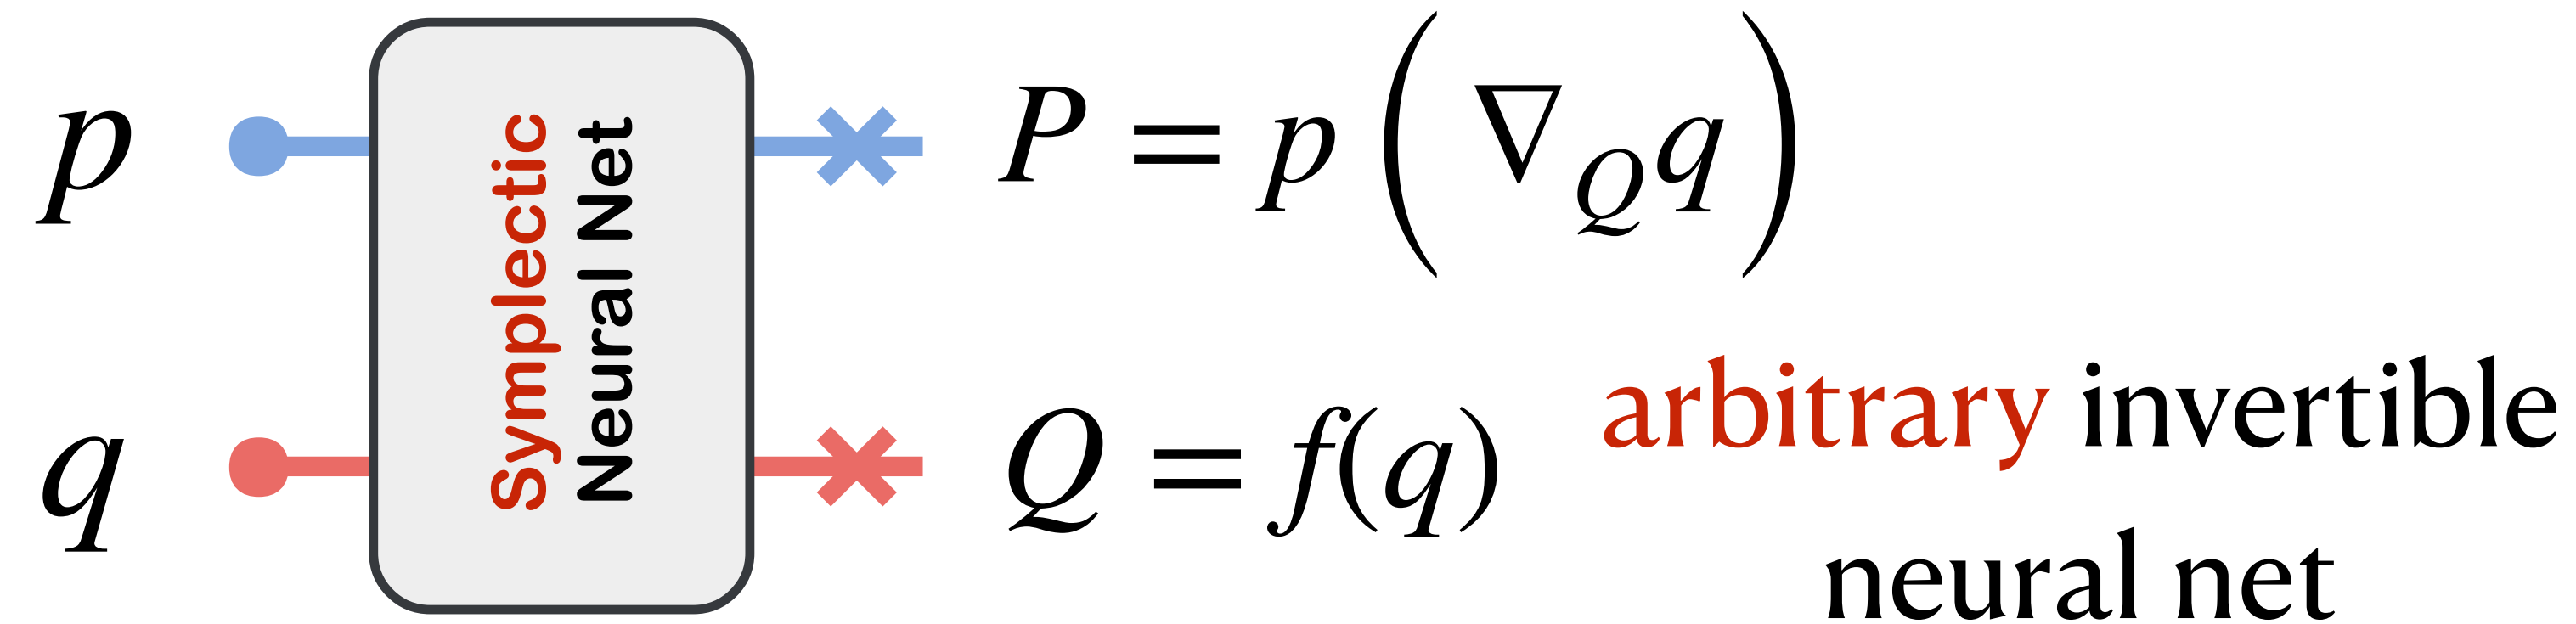 p
q
Symplectic
Neural Net
P = p (∇_Q q)
Q = f(q)
arbitrary invertible
neural net